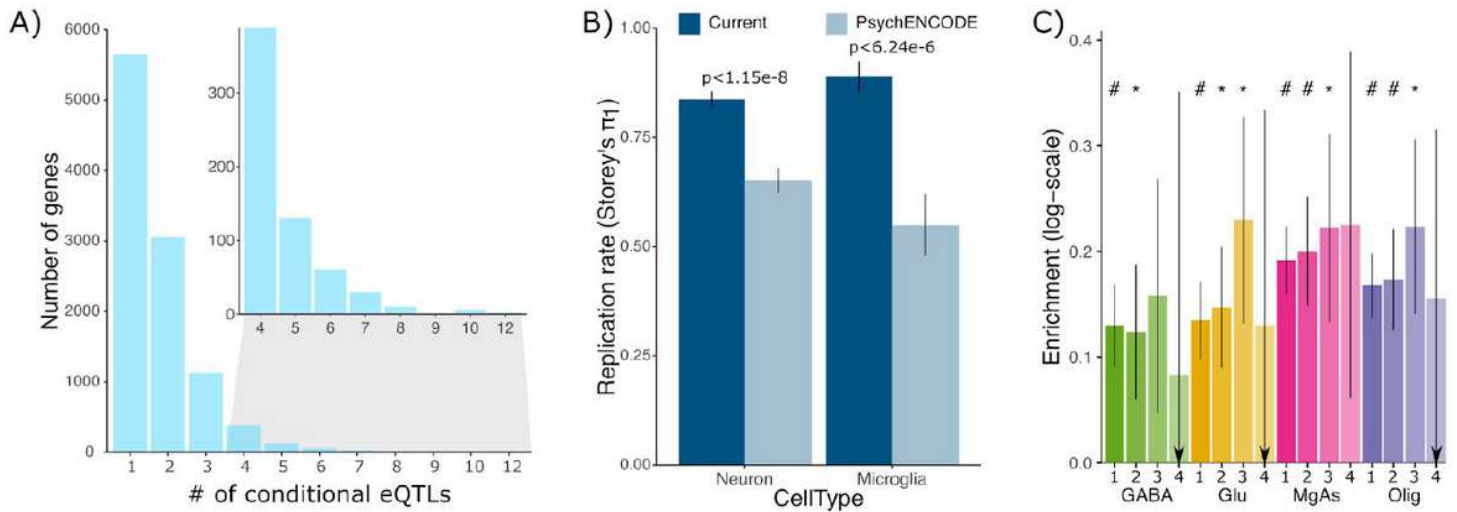 A)
6000
5000
4000
3000
2000
1000
0
Number of genes
1 2 3 4 5 6 7 8 9 10 12
# of conditional eQTLs
300
200
100
0
4 5 6 7 8 9 10 12
B)
Current PsychENCODE
1.00
0.75
0.50
0.25
0.00
Replication rate (Storey's π1)
p<1.15e-8
p<6.24e-6
Neuron Microglia
CellType
C)
0.4
0.3
0.2
0.1
0.0
Enrichment (log-scale)
# * # * * # # * # # *
1 2 3 4 1 2 3 4 1 2 3 4 1 2 3 4
GABA Glu MgAs Olig